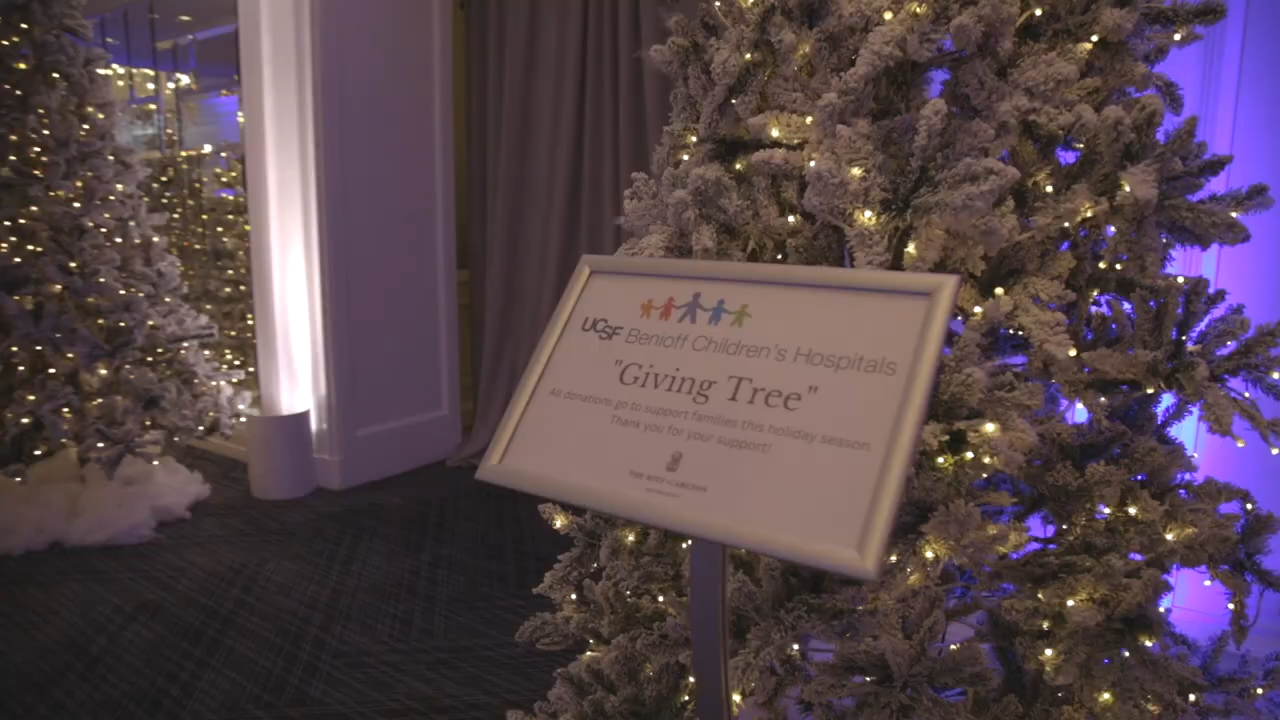 UCSF Benioff Children's Hospitals
"Giving Tree"
All donations go to support families this holiday season.
Thank you for your support!
THE RITZ-CARLTON